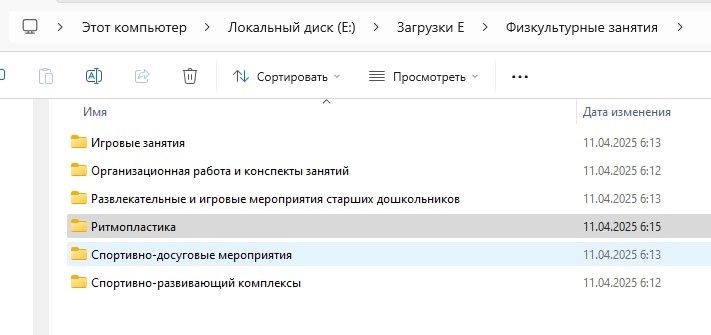 Этот компьютер > Локальный диск (E:) > Загрузки E > Физкультурные занятия >
Сортировать Просмотреть
Имя Дата изменения
Игровые занятия 11.04.2025 6:13
Организационная работа и конспекты занятий 11.04.2025 6:12
Развлекательные и игровые мероприятия старших дошкольников 11.04.2025 6:13
Ритмопластика 11.04.2025 6:15
Спортивно-досуговые мероприятия 11.04.2025 6:13
Спортивно-развивающий комплексы 11.04.2025 6:12